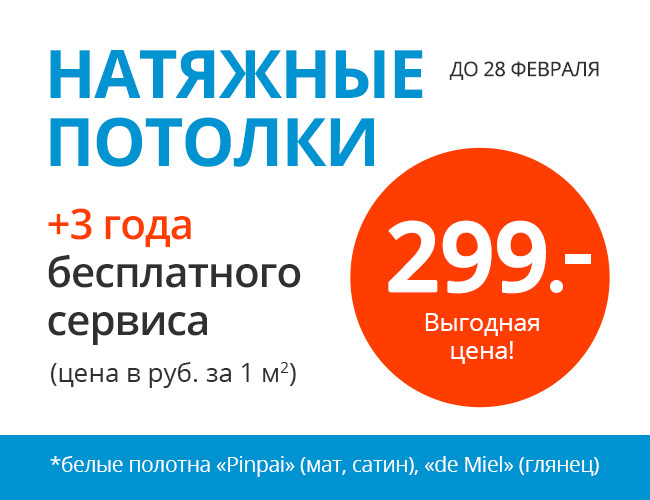 НАТЯЖНЫЕ
ПОТОЛКИ
ДО 28 ФЕВРАЛЯ
+3 года
бесплатного
сервиса
(цена в руб. за 1 м²)
299.-
Выгодная
цена!
*белые полотна «Pinpai» (мат, сатин), «de Miel» (глянец)